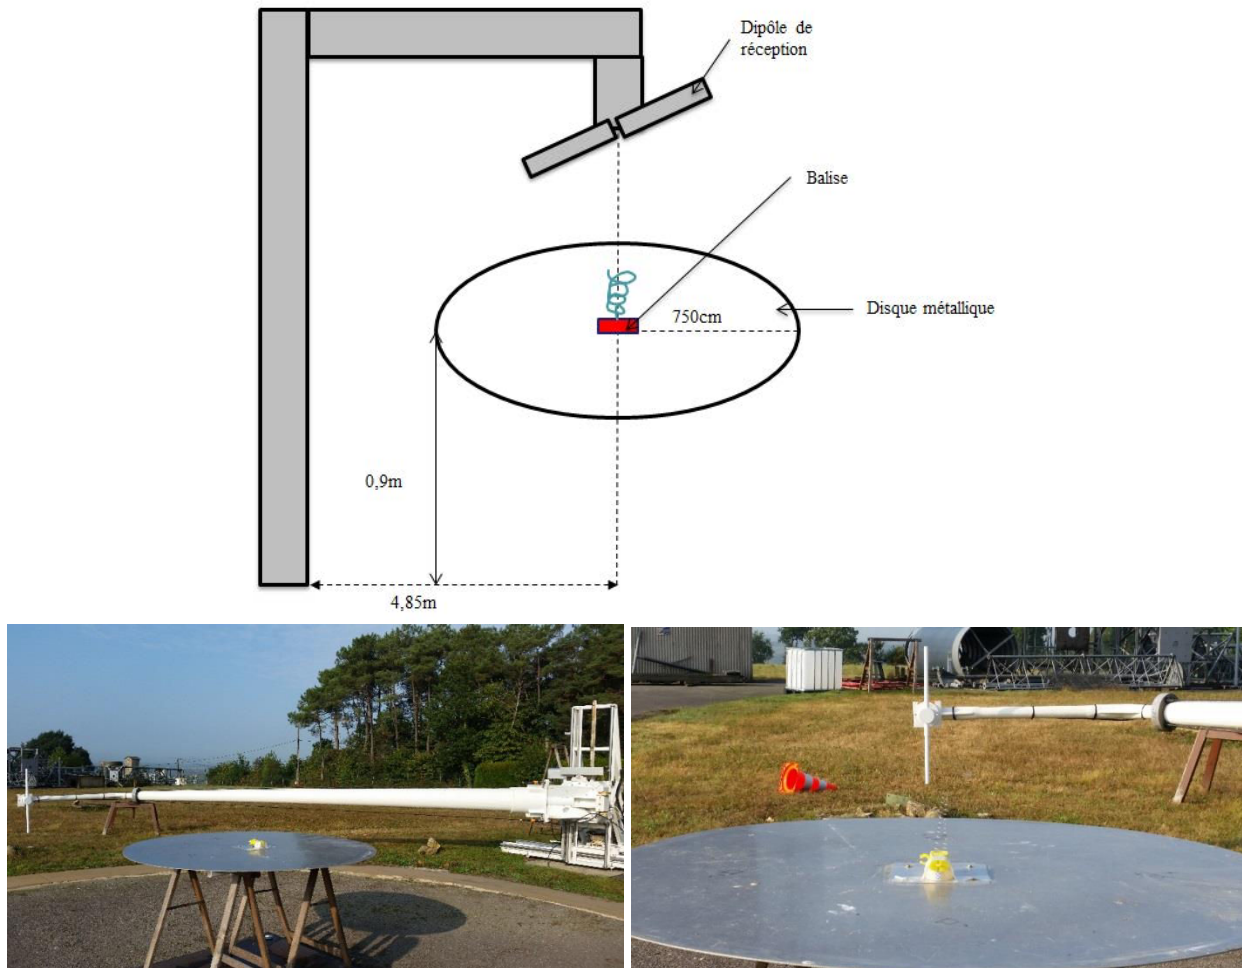 Dipôle de
réception
Balise
750cm
Disque métallique
0,9m
4,85m